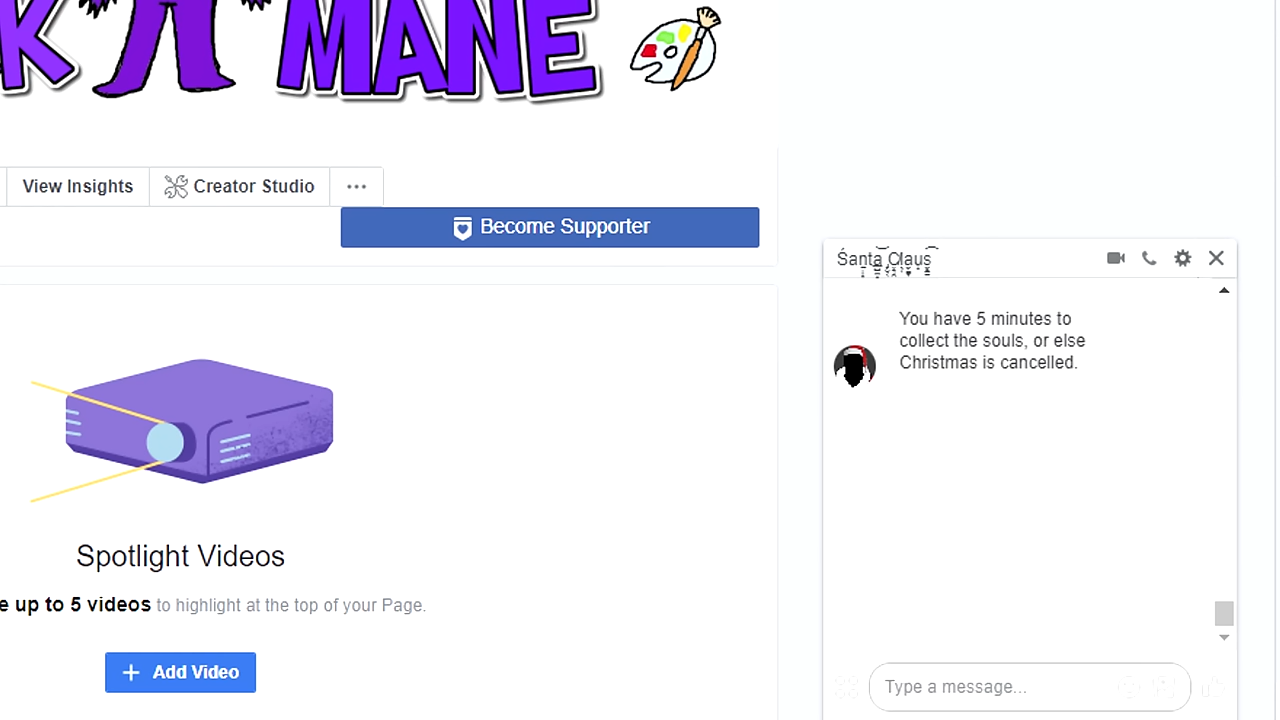 K MANE
View Insights
Creator Studio
...
Become Supporter
Śanta Claus
You have 5 minutes to
collect the souls, or else
Christmas is cancelled.
Spotlight Videos
e up to 5 videos to highlight at the top of your Page.
+ Add Video
Type a message...